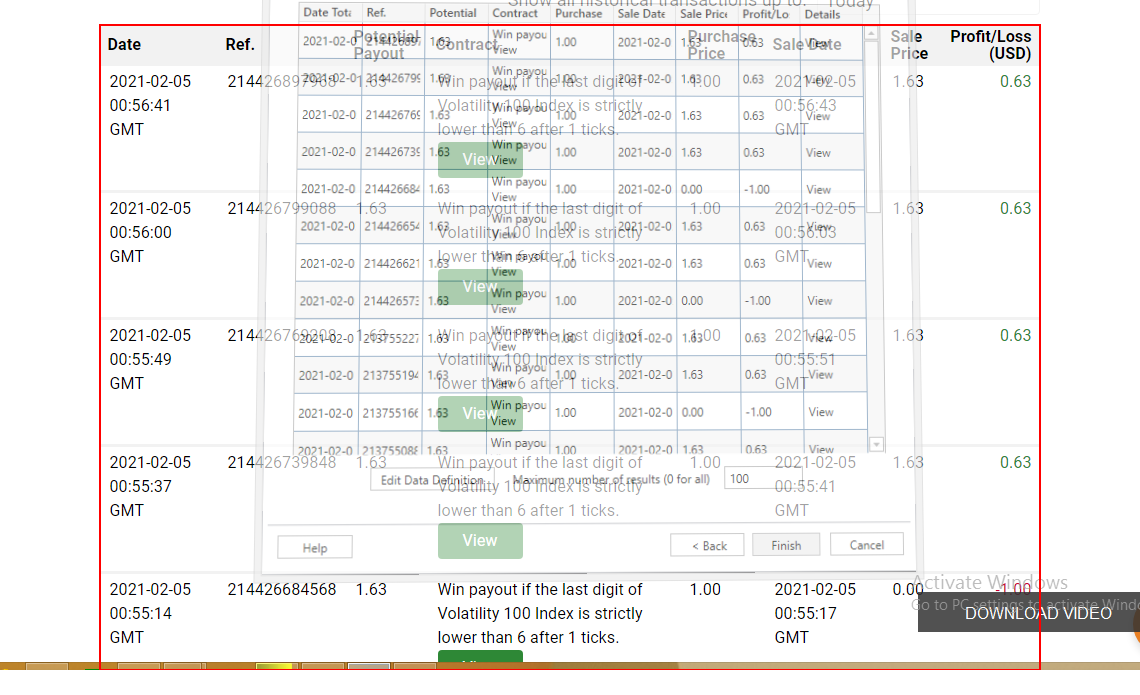 Show all historical transactions up to: Today
Date Ref. Potential Payout Contract Purchase Price Sale Date Sale Price Profit/Loss (USD)
2021-02-05 00:56:41 GMT 214426897968 1.63 Win payout if the last digit of Volatility 100 Index is strictly lower than 6 after 1 ticks. 1.00 2021-02-05 00:56:43 GMT 1.63 0.63
View
2021-02-05 00:56:00 GMT 214426799088 1.63 Win payout if the last digit of Volatility 100 Index is strictly lower than 6 after 1 ticks. 1.00 2021-02-05 00:56:03 GMT 1.63 0.63
View
2021-02-05 00:55:49 GMT 1.63 Win payout if the last digit of Volatility 100 Index is strictly lower than 6 after 1 ticks. 1.00 2021-02-05 00:55:51 GMT 1.63 0.63
View
2021-02-05 00:55:37 GMT 214426739848 1.63 Win payout if the last digit of Volatility 100 Index is strictly lower than 6 after 1 ticks. 1.00 2021-02-05 00:55:41 GMT 1.63 0.63
View
2021-02-05 00:55:14 GMT 214426684568 1.63 Win payout if the last digit of Volatility 100 Index is strictly lower than 6 after 1 ticks. 1.00 2021-02-05 00:55:17 GMT 0.00 -1.00
Date Tota Ref. Potential Contract Purchase Sale Date Sale Price Profit/Lo Details
2021-02-0 21442689 1.63 Win payou View 1.00 2021-02-0 1.63 0.63 View
2021-02-0 21442679 1.63 Win payou View 1.00 2021-02-0 1.63 0.63 View
2021-02-0 21442676 1.63 Win payou View 1.00 2021-02-0 1.63 0.63 View
2021-02-0 21442673 1.63 Win payou View 1.00 2021-02-0 1.63 0.63 View
2021-02-0 21442668 1.63 Win payou View 1.00 2021-02-0 0.00 -1.00 View
2021-02-0 21442665 1.63 Win payou View 1.00 2021-02-0 1.63 0.63 View
2021-02-0 21442662 1.63 Win payou View 1.00 2021-02-0 1.63 0.63 View
2021-02-0 21442657 1.63 Win payou View 1.00 2021-02-0 0.00 -1.00 View
2021-02-0 21375522 1.63 Win payou View 1.00 2021-02-0 1.63 0.63 View
2021-02-0 21375519 1.63 Win payou View 1.00 2021-02-0 1.63 0.63 View
2021-02-0 21375516 1.63 Win payou View 1.00 2021-02-0 0.00 -1.00 View
2021-02-0 21375508 1.63 Win payou 1.00 2021-02-0 1.63 0.63 View
Edit Data Definition Maximum number of results (0 for all) 100
Help < Back Finish Cancel
Activate Windows
Go to PC settings to activate Windo
DOWNLOAD VIDEO